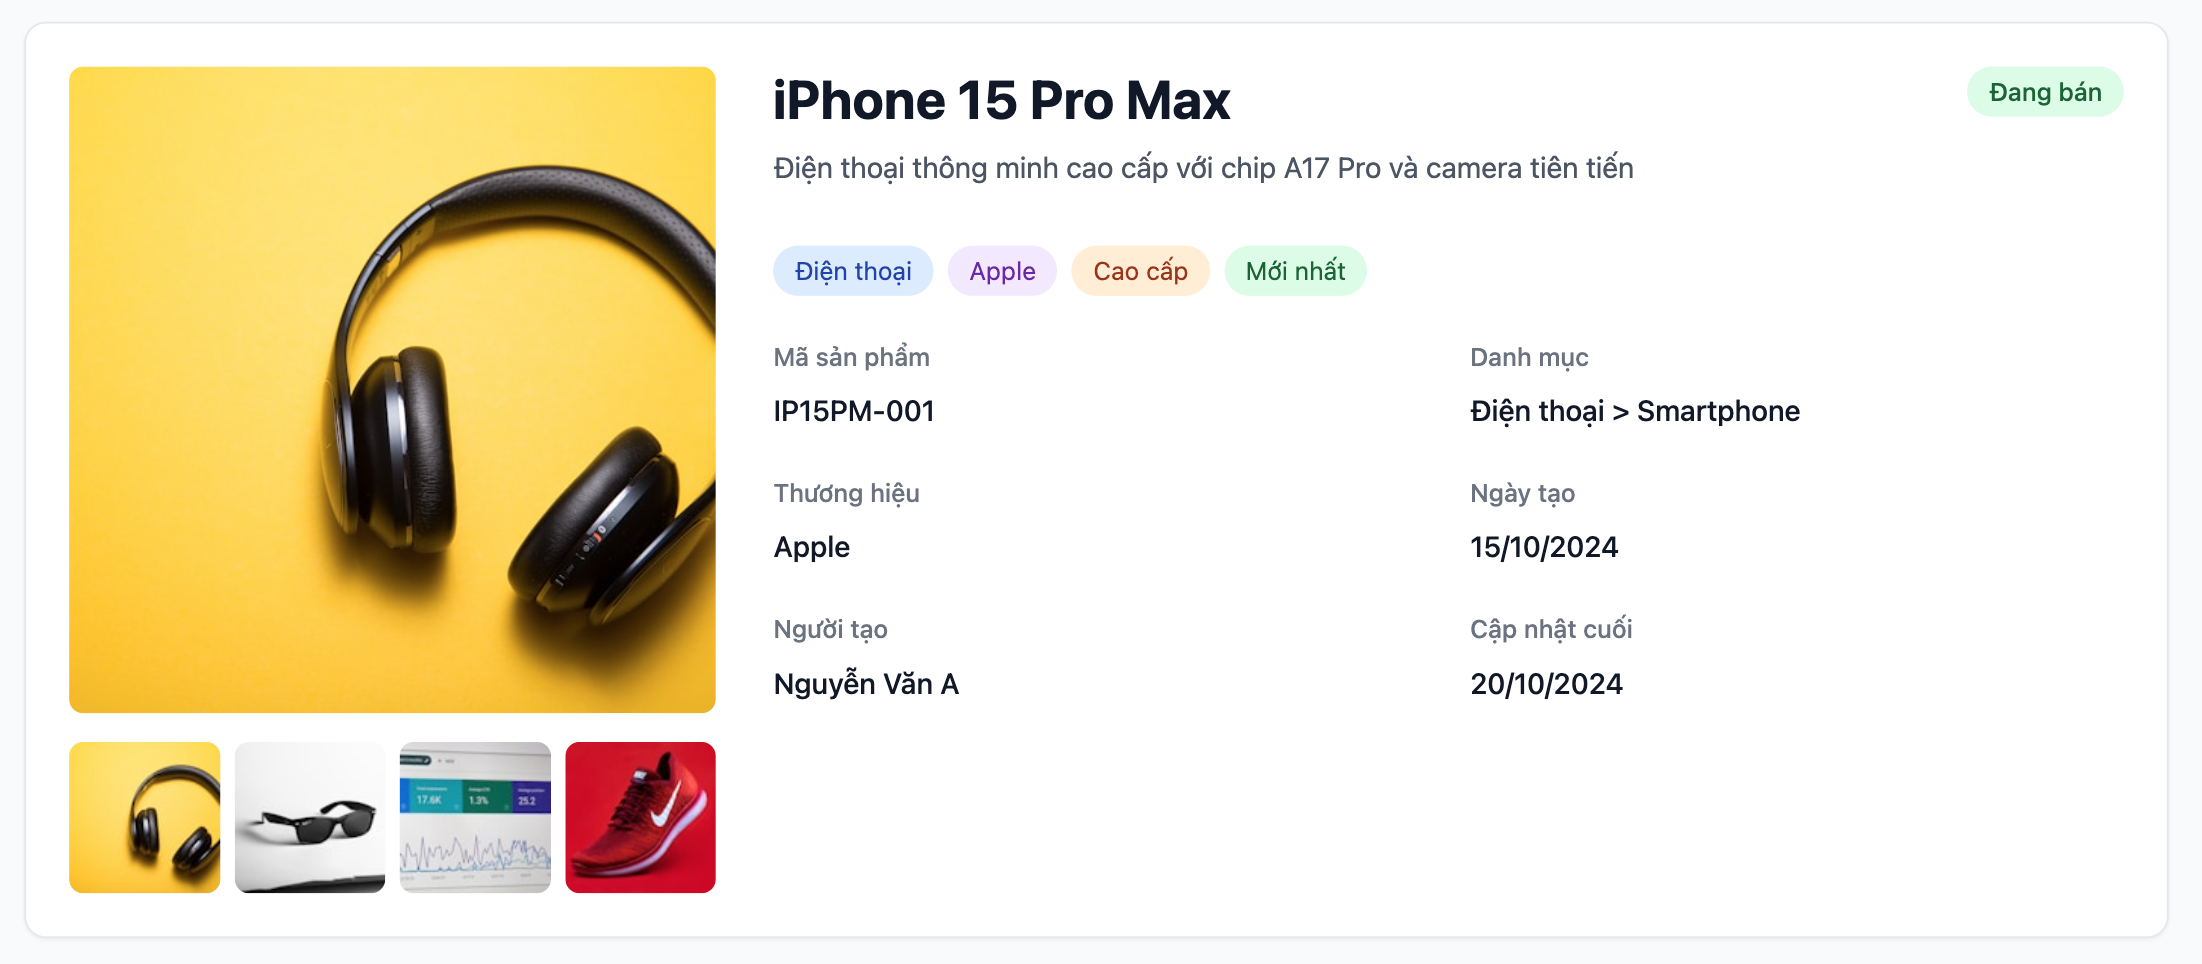 iPhone 15 Pro Max
Đang bán
Điện thoại thông minh cao cấp với chip A17 Pro và camera tiên tiến
Điện thoại
Apple
Cao cấp
Mới nhất
Mã sản phẩm
IP15PM-001
Danh mục
Điện thoại > Smartphone
Thương hiệu
Apple
Ngày tạo
15/10/2024
Người tạo
Nguyễn Văn A
Cập nhật cuối
20/10/2024
17.6K
1.3%
25.2